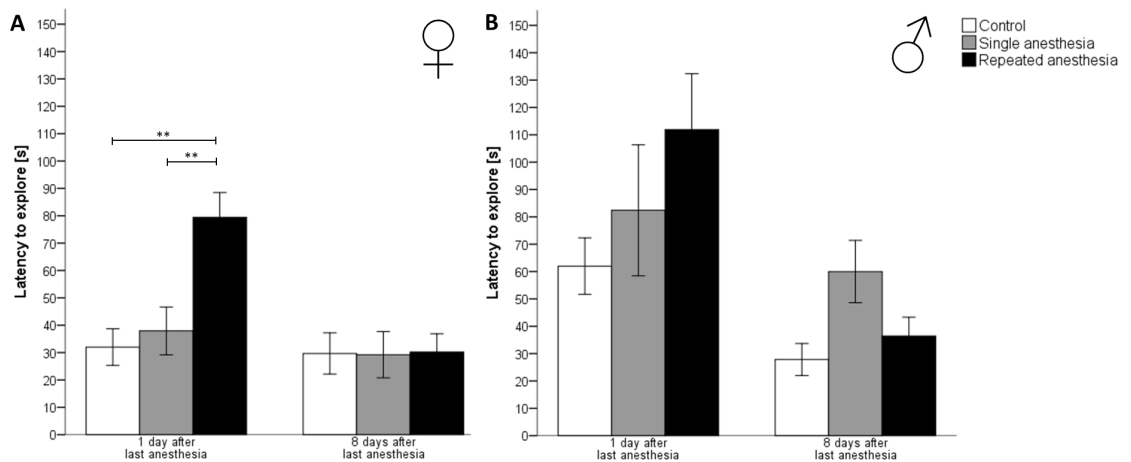 A
Latency to explore [s]
150
140
130
120
110
100
90
80
70
60
50
40
30
20
10
0
**
**
1 day after
last anesthesia
8 days after
last anesthesia
B
Latency to explore [s]
150
140
130
120
110
100
90
80
70
60
50
40
30
20
10
0
1 day after
last anesthesia
8 days after
last anesthesia
Control
Single anesthesia
Repeated anesthesia